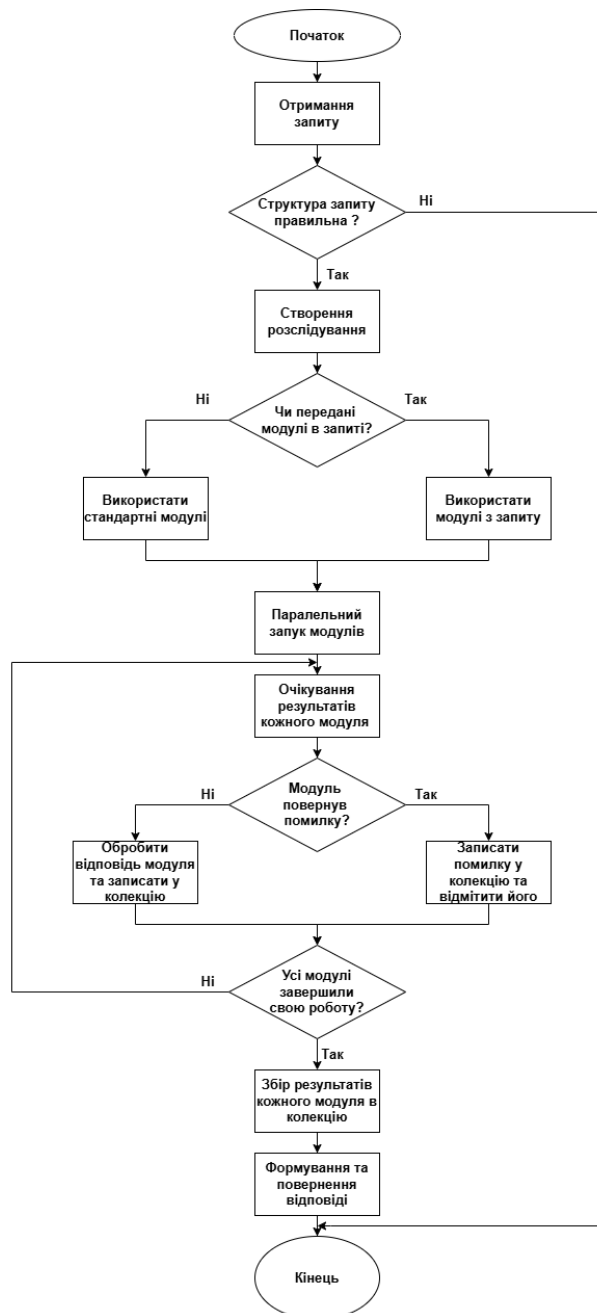 Початок
Отримання
запиту
Структура запиту
правильна ?
Ні
Так
Створення
розслідування
Ні
Чи передані
модулі в запиті?
Так
Використати
стандартні модулі
Використати
модулі з запиту
Паралельний
запук модулів
Очікування
результатів
кожного модуля
Ні
Модуль
повернув
помилку?
Так
Обробити
відповідь модуля
та записати у
колекцію
Записати
помилку у
колекцію та
відмітити його
Ні
Усі модулі
завершили
свою роботу?
Так
Збір результатів
кожного модуля в
колекцію
Формування та
повернення
відповіді
Кінець